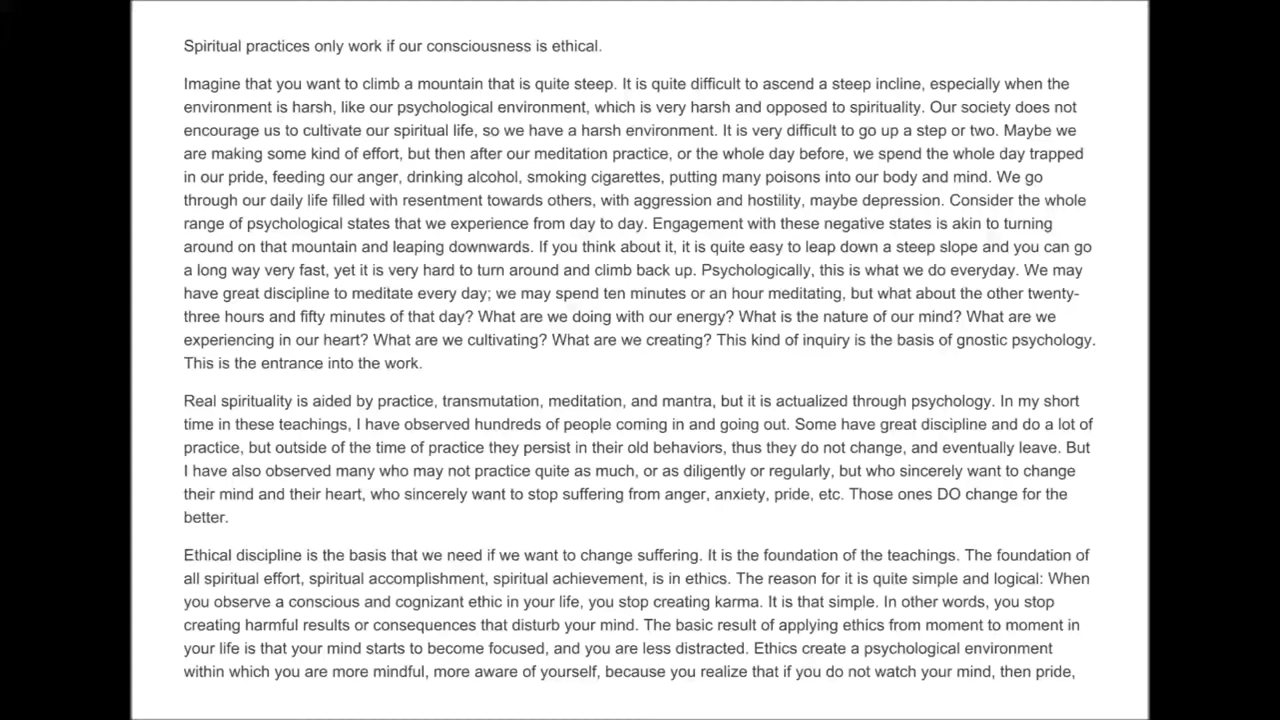 Spiritual practices only work if our consciousness is ethical.
Imagine that you want to climb a mountain that is quite steep. It is quite difficult to ascend a steep incline, especially when the
environment is harsh, like our psychological environment, which is very harsh and opposed to spirituality. Our society does not
encourage us to cultivate our spiritual life, so we have a harsh environment. It is very difficult to go up a step or two. Maybe we
are making some kind of effort, but then after our meditation practice, or the whole day before, we spend the whole day trapped
in our pride, feeding our anger, drinking alcohol, smoking cigarettes, putting many poisons into our body and mind. We go
through our daily life filled with resentment towards others, with aggression and hostility, maybe depression. Consider the whole
range of psychological states that we experience from day to day. Engagement with these negative states is akin to turning
around on that mountain and leaping downwards. If you think about it, it is quite easy to leap down a steep slope and you can go
a long way very fast, yet it is very hard to turn around and climb back up. Psychologically, this is what we do everyday. We may
have great discipline to meditate every day; we may spend ten minutes or an hour meditating, but what about the other twenty-
three hours and fifty minutes of that day? What are we doing with our energy? What is the nature of our mind? What are we
experiencing in our heart? What are we cultivating? What are we creating? This kind of inquiry is the basis of gnostic psychology.
This is the entrance into the work.
Real spirituality is aided by practice, transmutation, meditation, and mantra, but it is actualized through psychology. In my short
time in these teachings, I have observed hundreds of people coming in and going out. Some have great discipline and do a lot of
practice, but outside of the time of practice they persist in their old behaviors, thus they do not change, and eventually leave. But
I have also observed many who may not practice quite as much, or as diligently or regularly, but who sincerely want to change
their mind and their heart, who sincerely want to stop suffering from anger, anxiety, pride, etc. Those ones DO change for the
better.
Ethical discipline is the basis that we need if we want to change suffering. It is the foundation of the teachings. The foundation of
all spiritual effort, spiritual accomplishment, spiritual achievement, is in ethics. The reason for it is quite simple and logical: When
you observe a conscious and cognizant ethic in your life, you stop creating karma. It is that simple. In other words, you stop
creating harmful results or consequences that disturb your mind. The basic result of applying ethics from moment to moment in
your life is that your mind starts to become focused, and you are less distracted. Ethics create a psychological environment
within which you are more mindful, more aware of yourself, because you realize that if you do not watch your mind, then pride,